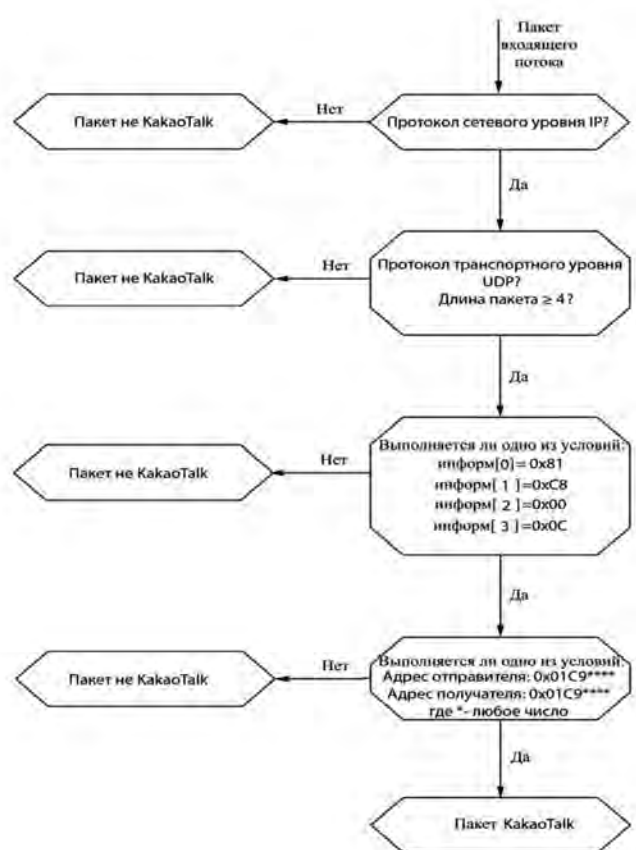 Пакет
входящего
потока
Протокол сетевого уровня IP?
Нет
Пакет не KakaoTalk
Да
Протокол транспортного уровня
UDP?
Длина пакета ≥ 4?
Нет
Пакет не KakaoTalk
Да
Выполняется ли одно из условий:
информ[0]= 0x81
информ[ 1 ]=0xC8
информ[ 2 ]=0x00
информ[ 3 ]=0x0C
Нет
Пакет не KakaoTalk
Да
Выполняется ли одно из условий:
Адрес отправителя: 0x01C9****
Адрес получателя: 0x01C9****
где *- любое число
Нет
Пакет не KakaoTalk
Да
Пакет KakaoTalk